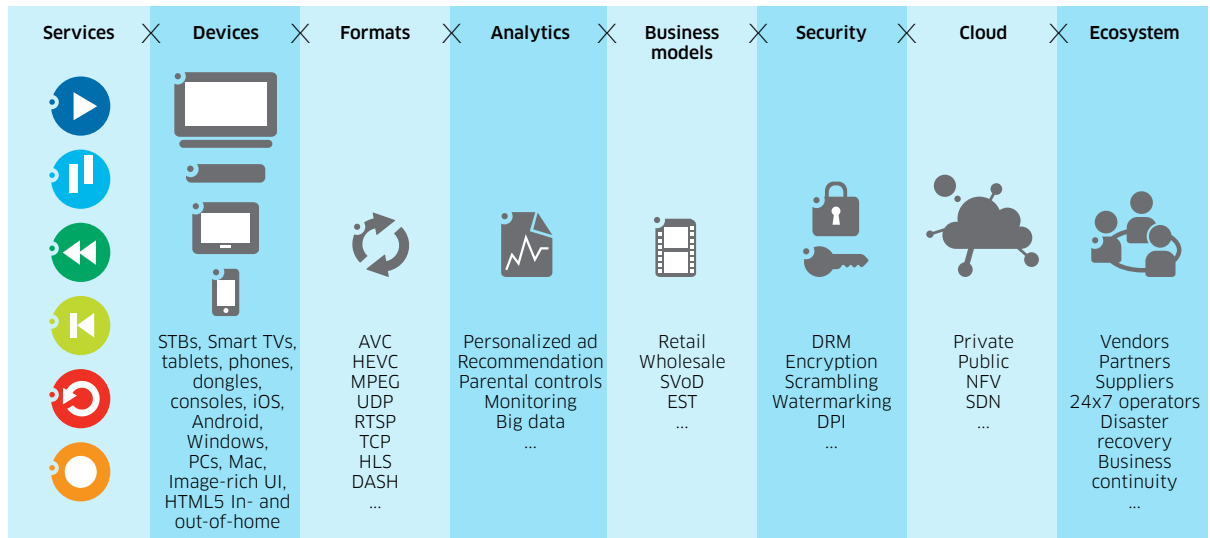 Services
Devices
Formats
Analytics
Business
models
Security
Cloud
Ecosystem
STBs, Smart TVs,
tablets, phones,
dongles,
consoles, iOS,
Android,
Windows,
PCs, Mac,
Image-rich UI,
HTML5 In- and
out-of-home
AVC
HEVC
MPEG
UDP
RTSP
TCP
HLS
DASH
...
Personalized ad
Recommendation
Parental controls
Monitoring
Big data
...
Retail
Wholesale
SVoD
EST
...
DRM
Encryption
Scrambling
Watermarking
DPI
...
Private
Public
NFV
SDN
...
Vendors
Partners
Suppliers
24x7 operators
Disaster
recovery
Business
continuity
...